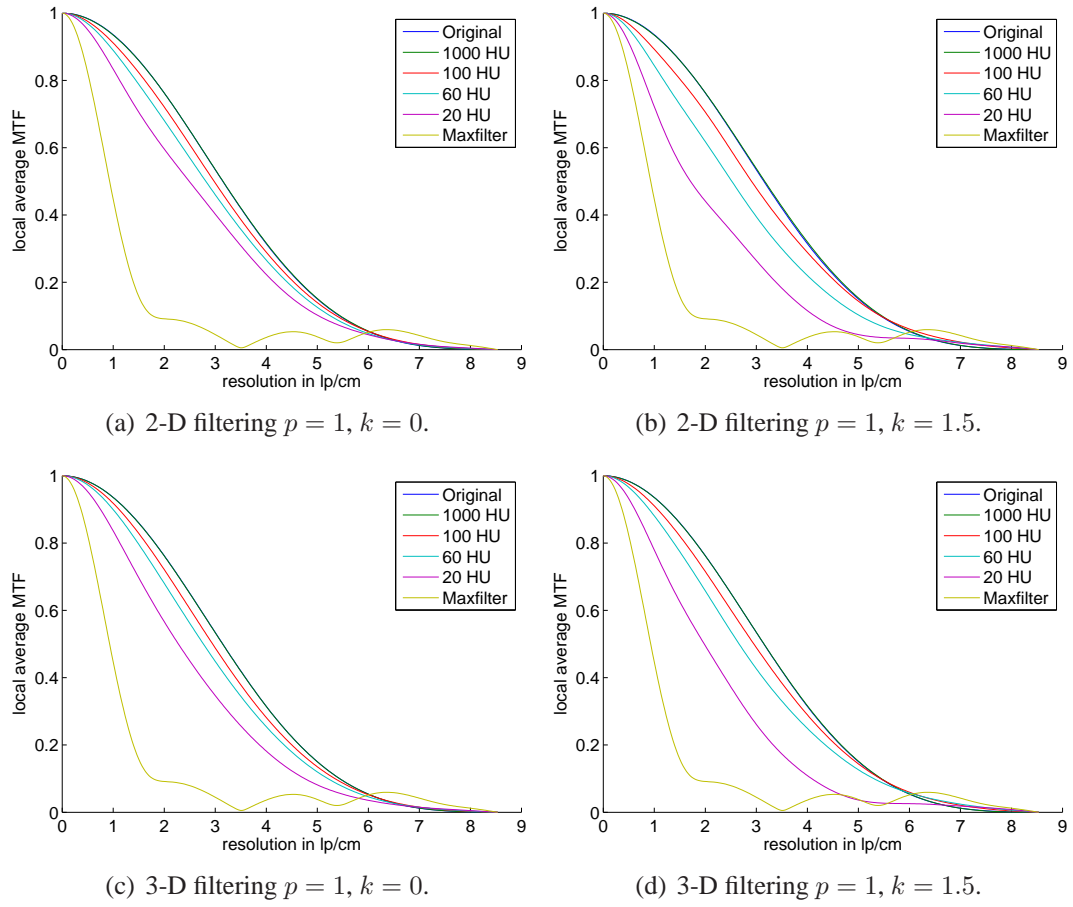 1
0.8
0.6
0.4
0.2
0
local average MTF
0 1 2 3 4 5 6 7 8 9
resolution in lp/cm
Original
1000 HU
100 HU
60 HU
20 HU
Maxfilter
(a) 2-D filtering p = 1, k = 0.
1
0.8
0.6
0.4
0.2
0
local average MTF
0 1 2 3 4 5 6 7 8 9
resolution in lp/cm
Original
1000 HU
100 HU
60 HU
20 HU
Maxfilter
(b) 2-D filtering p = 1, k = 1.5.
1
0.8
0.6
0.4
0.2
0
local average MTF
0 1 2 3 4 5 6 7 8 9
resolution in lp/cm
Original
1000 HU
100 HU
60 HU
20 HU
Maxfilter
(c) 3-D filtering p = 1, k = 0.
1
0.8
0.6
0.4
0.2
0
local average MTF
0 1 2 3 4 5 6 7 8 9
resolution in lp/cm
Original
1000 HU
100 HU
60 HU
20 HU
Maxfilter
(d) 3-D filtering p = 1, k = 1.5.